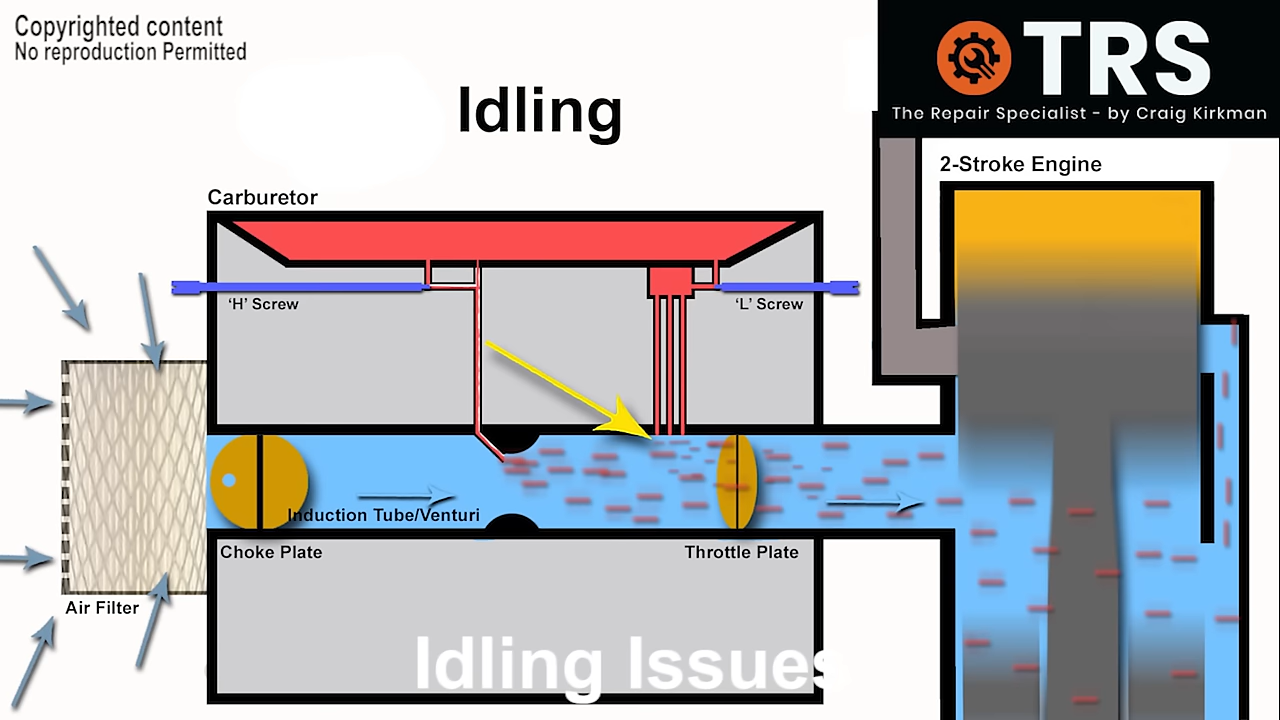 Copyrighted content
No reproduction Permitted
TRS
The Repair Specialist - by Craig Kirkman
Idling
2-Stroke Engine
Carburetor
‘H’ Screw
‘L’ Screw
Induction Tube/Venturi
Choke Plate
Throttle Plate
Air Filter
Idling Issues